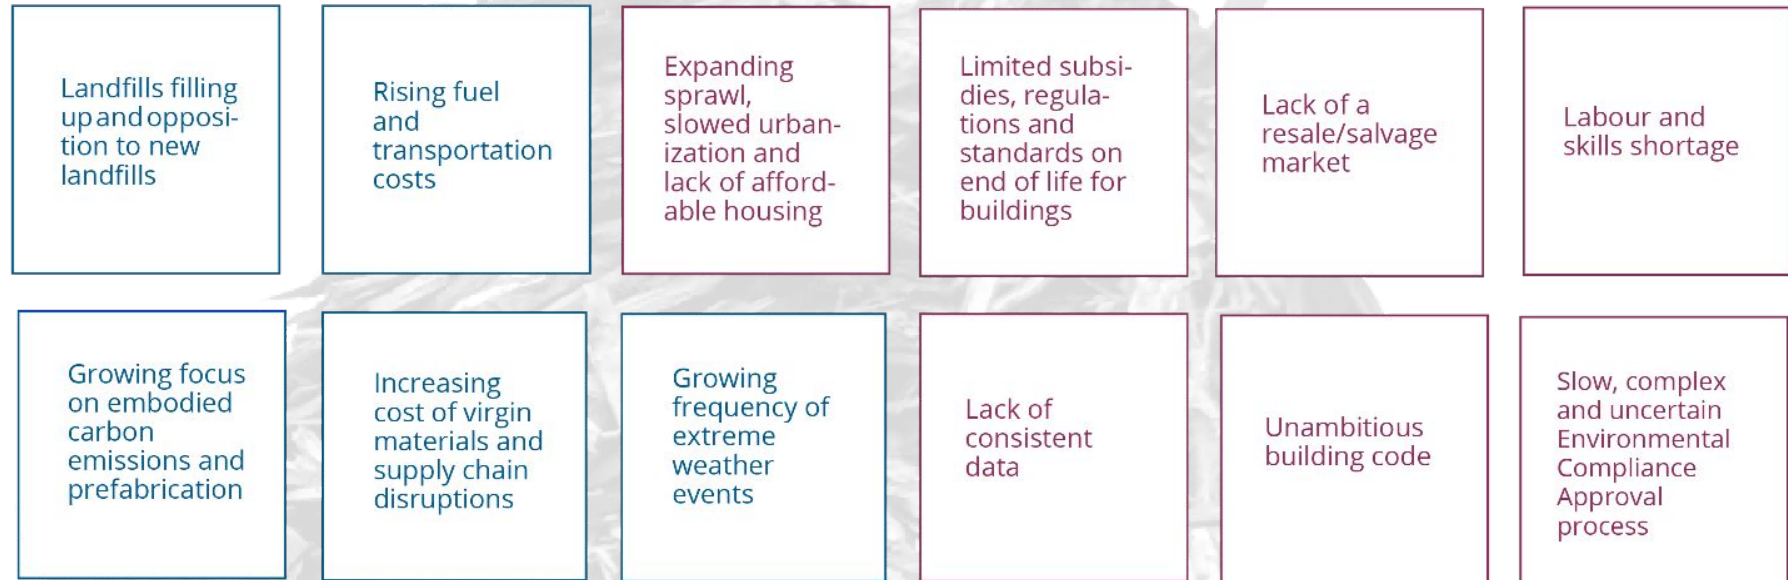 Landfills filling
up and opposi-
tion to new
landfills
Rising fuel
and
transportation
costs
Expanding
sprawl,
slowed urban-
ization and
lack of afford-
able housing
Limited subsi-
dies, regula-
tions and
standards on
end of life for
buildings
Lack of a
resale/salvage
market
Labour and
skills shortage
Growing focus
on embodied
carbon
emissions and
prefabrication
Increasing
cost of virgin
materials and
supply chain
disruptions
Growing
frequency of
extreme
weather
events
Lack of
consistent
data
Unambitious
building code
Slow, complex
and uncertain
Environmental
Compliance
Approval
process